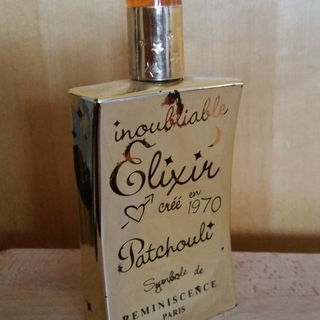 inoubliable
Elixir
créé en 1970
Patchouli
Symbole de
REMINISCENCE
PARIS